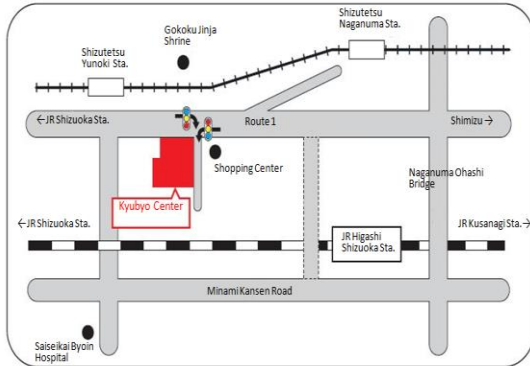 Shizutetsu
Naganuma Sta.
Gokoku Jinja
Shrine
Shizutetsu
Yunoki Sta.
←JR Shizuoka Sta.
Route 1
Shimizu→
Shopping Center
Naganuma Ohashi
Bridge
Kyubyo Center
←JR Shizuoka Sta.
JR Higashi
Shizuoka Sta.
JR Kusanagi Sta.→
Minami Kansen Road
Saiseikai Byoin
Hospital